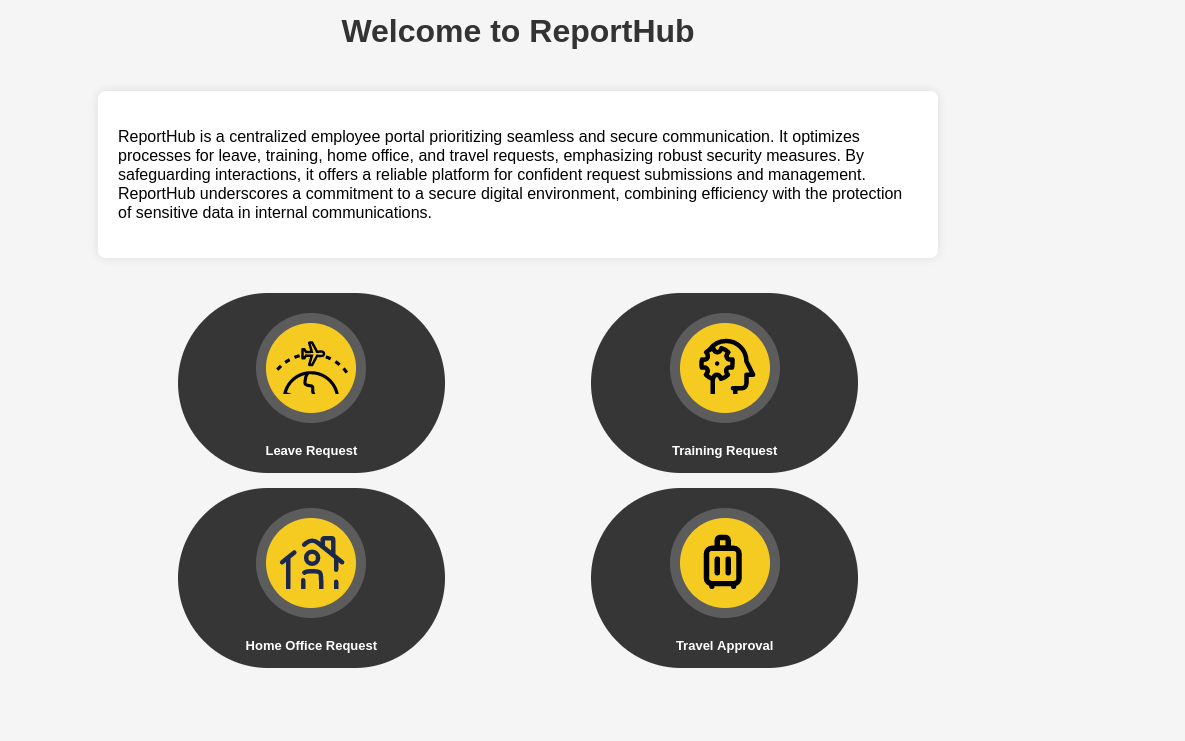 Welcome to ReportHub
ReportHub is a centralized employee portal prioritizing seamless and secure communication. It optimizes
processes for leave, training, home office, and travel requests, emphasizing robust security measures. By
safeguarding interactions, it offers a reliable platform for confident request submissions and management.
ReportHub underscores a commitment to a secure digital environment, combining efficiency with the protection
of sensitive data in internal communications.
Leave Request
Training Request
Home Office Request
Travel Approval